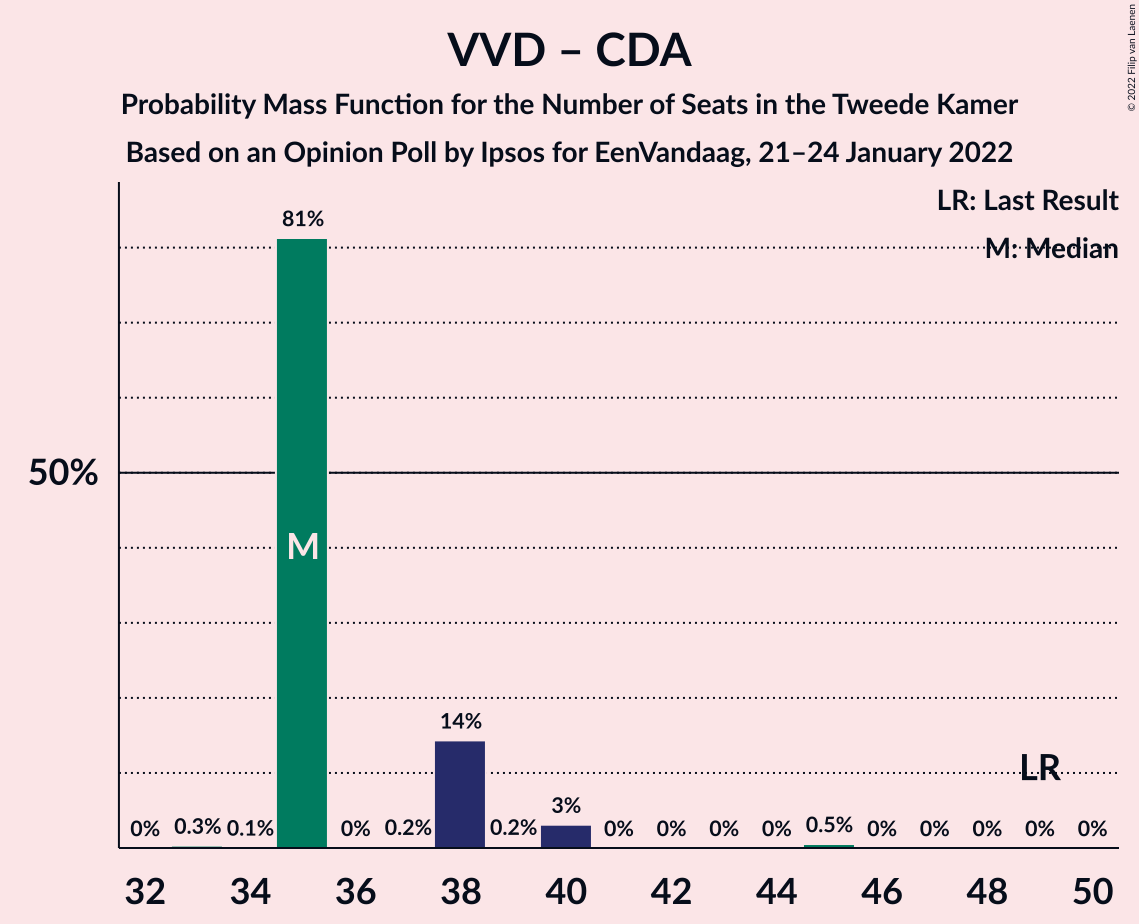 VVD – CDA
Probability Mass Function for the Number of Seats in the Tweede Kamer
Based on an Opinion Poll by Ipsos for EenVandaag, 21–24 January 2022
© 2022 Filip van Laenen
LR: Last Result
M: Median
50%
81%
M
14%
LR
0% 0.3% 0.1% 0% 0.2% 0.2% 3% 0% 0% 0% 0% 0.5% 0% 0% 0% 0% 0%
32 34 36 38 40 42 44 46 48 50